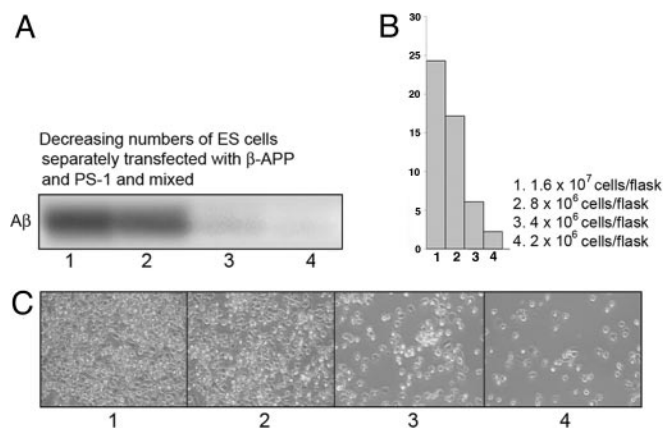 A
Decreasing numbers of ES cells
separately transfected with β-APP
and PS-1 and mixed
Aβ
1 2 3 4
B
30
25
20
15
10
5
0
1 2 3 4
1. 1.6 x 10⁷ cells/flask
2. 8 x 10⁶ cells/flask
3. 4 x 10⁶ cells/flask
4. 2 x 10⁶ cells/flask
C
1 2 3 4